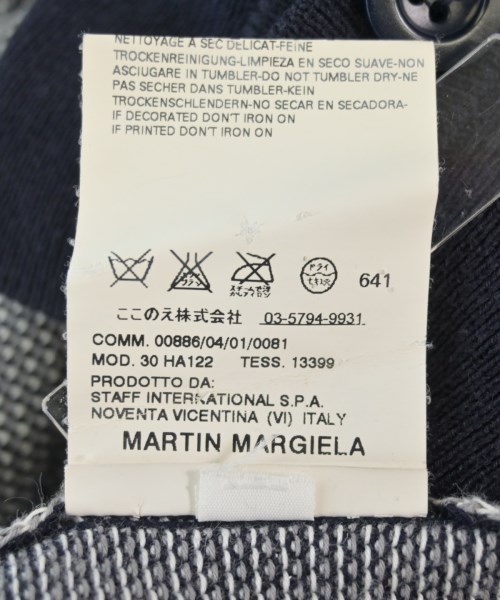 NETTOYAGE À SEC DELICAT-FEINE
TROCKENREINIGUNG-LIMPIEZA EN SECO SUAVE-NON
ASCIUGARE IN TUMBLER-DO NOT TUMBLER DRY-NE
PAS SECHER DANS TUMBLER-KEIN
TROCKENSCHLENDERN-NO SECAR EN SECADORA-
IF DECORATED DON'T IRON ON
IF PRINTED DON'T IRON ON
ドライ
641
ここのえ株式会社 03-5794-9931
COMM. 00886/04/01/0081
MOD. 30 HA122 TESS. 13399
PRODOTTO DA:
STAFF INTERNATIONAL S.P.A.
NOVENTA VICENTINA (VI) ITALY
MARTIN MARGIELA